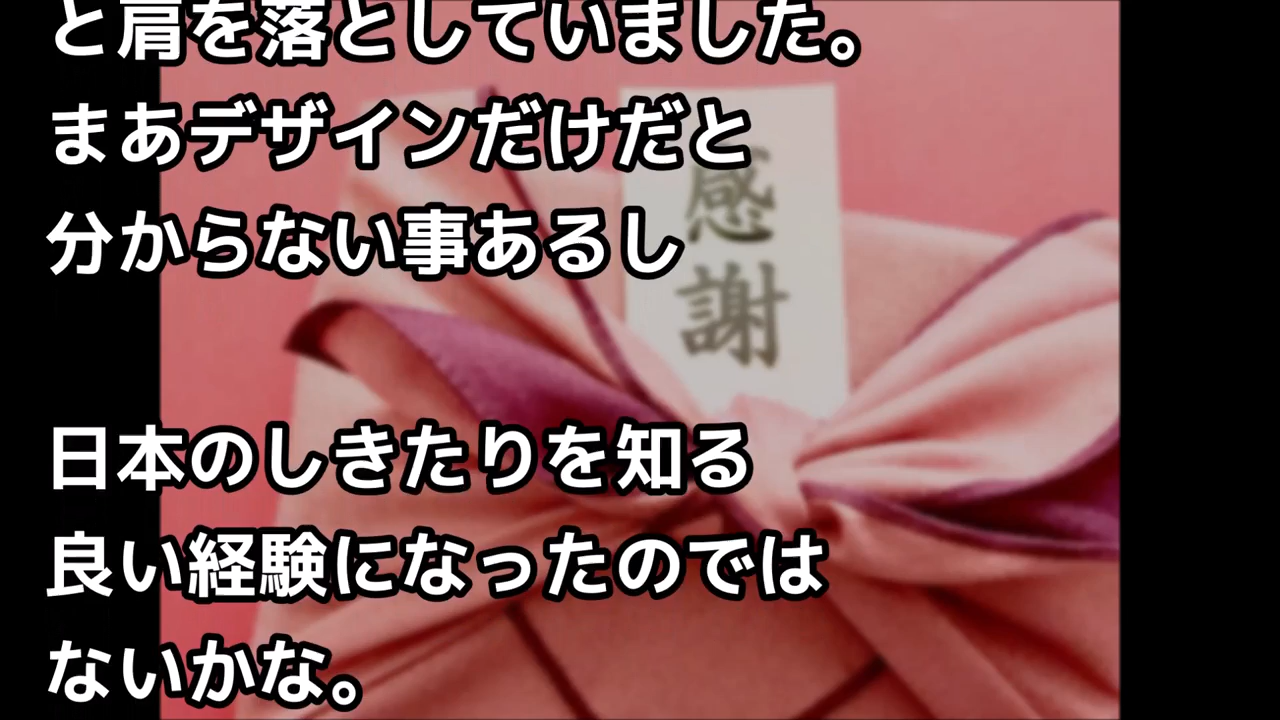 と肩を落としていました。
まあデザインだけだと
分からない事あるし
日本のしきたりを知る
良い経験になったのでは
ないかな。
感謝